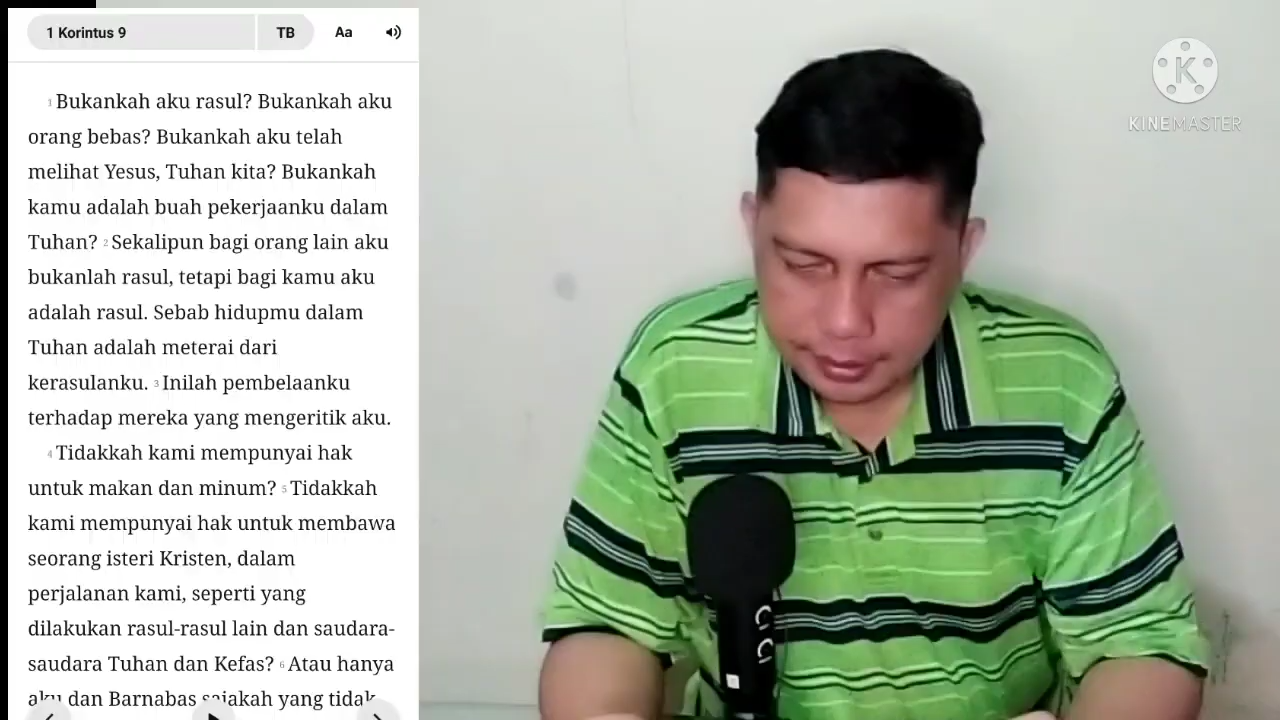 1 Korintus 9 TB Aa
1 Bukankah aku rasul? Bukankah aku
orang bebas? Bukankah aku telah
melihat Yesus, Tuhan kita? Bukankah
kamu adalah buah pekerjaanku dalam
Tuhan? 2 Sekalipun bagi orang lain aku
bukanlah rasul, tetapi bagi kamu aku
adalah rasul. Sebab hidupmu dalam
Tuhan adalah meterai dari
kerasulanku. 3 Inilah pembelaanku
terhadap mereka yang mengeritik aku.
4 Tidakkah kami mempunyai hak
untuk makan dan minum? 5 Tidakkah
kami mempunyai hak untuk membawa
seorang isteri Kristen, dalam
perjalanan kami, seperti yang
dilakukan rasul-rasul lain dan saudara-
saudara Tuhan dan Kefas? 6 Atau hanya
aku dan Barnabas sajakah yang tidak
K
KINEMASTER